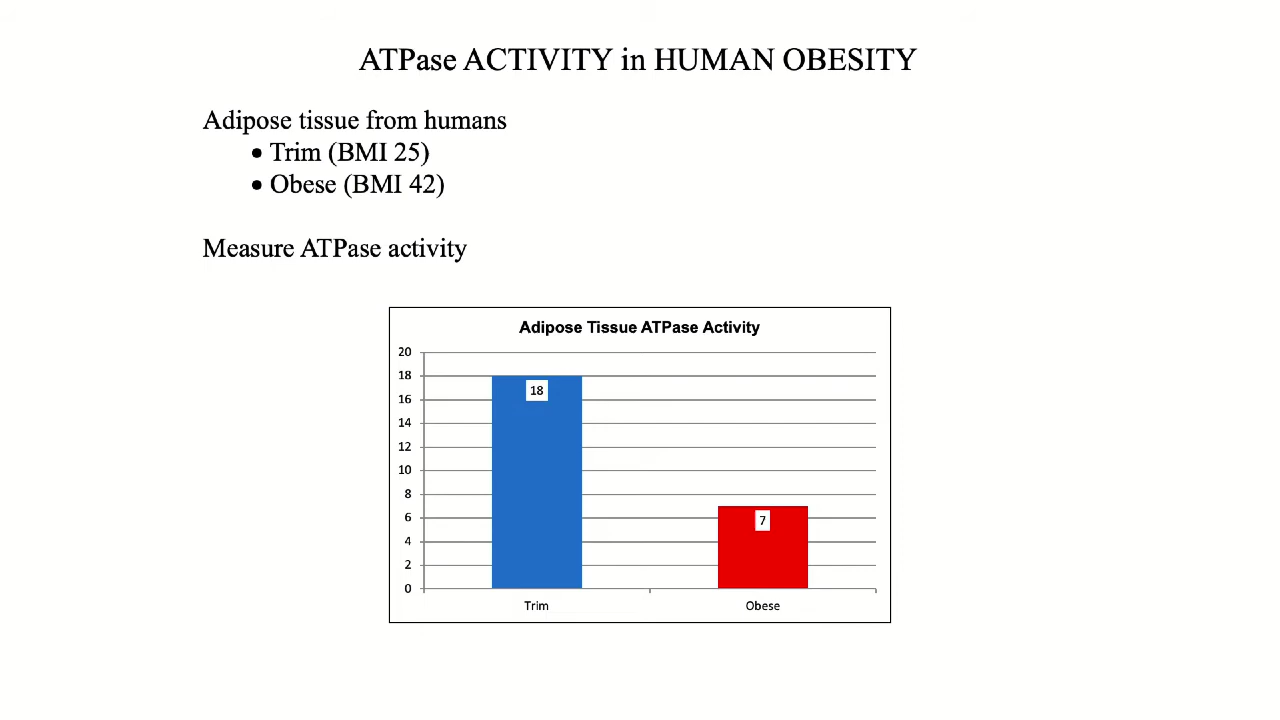 ATPase ACTIVITY in HUMAN OBESITY
Adipose tissue from humans
• Trim (BMI 25)
• Obese (BMI 42)
Measure ATPase activity
Adipose Tissue ATPase Activity
20
18
16
14
12
10
8
6
4
2
0
18
7
Trim
Obese